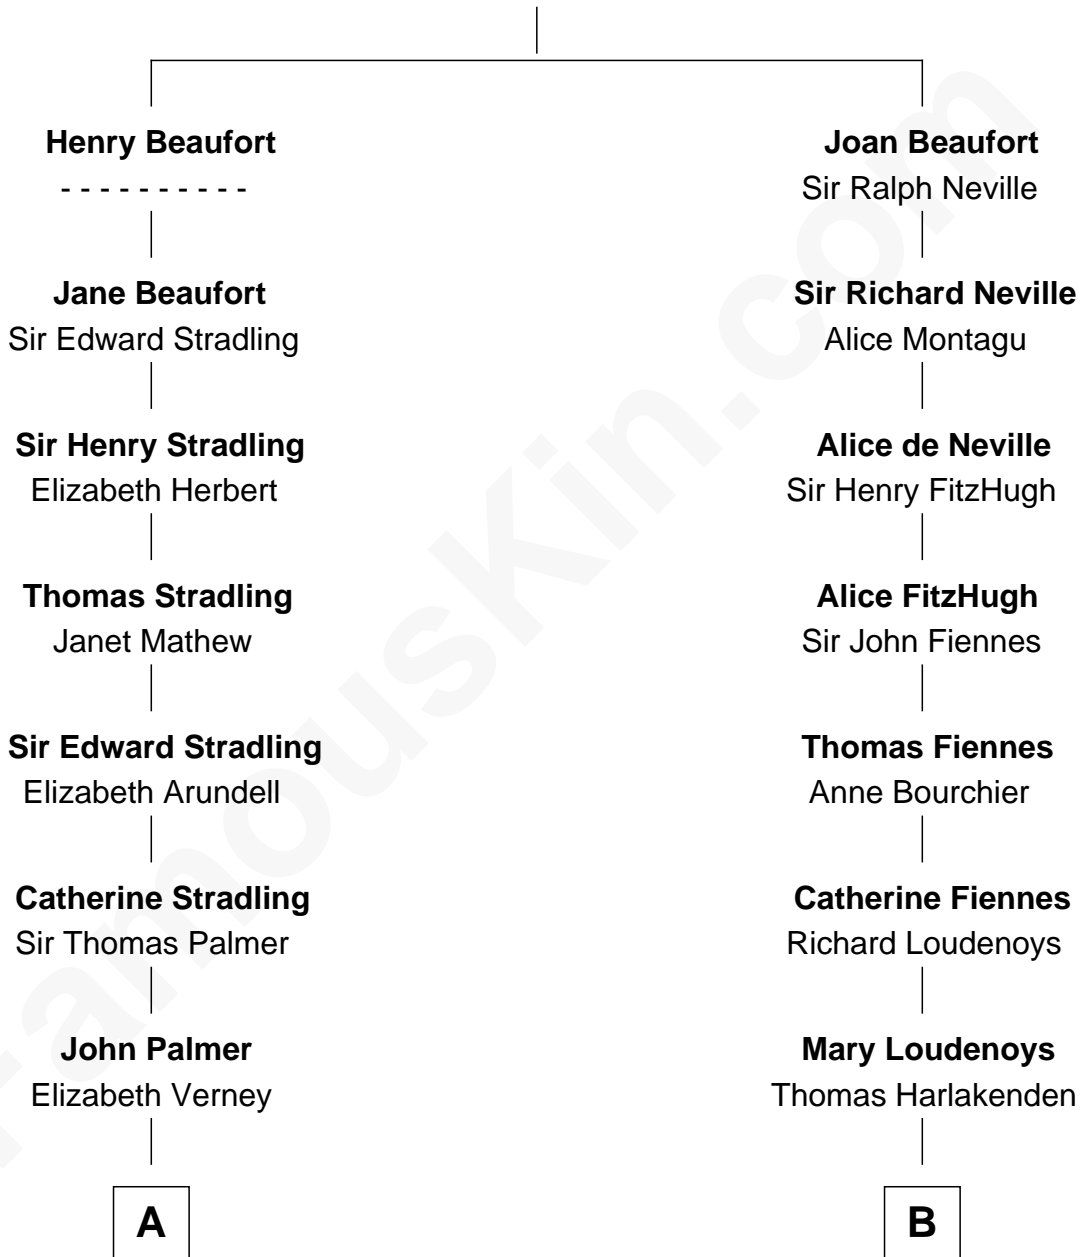 Henry Beaufort
- - - - - - - - - -
Jane Beaufort
Sir Edward Stradling
Sir Henry Stradling
Elizabeth Herbert
Thomas Stradling
Janet Mathew
Sir Edward Stradling
Elizabeth Arundell
Catherine Stradling
Sir Thomas Palmer
John Palmer
Elizabeth Verney
A
Joan Beaufort
Sir Ralph Neville
Sir Richard Neville
Alice Montagu
Alice de Neville
Sir Henry FitzHugh
Alice FitzHugh
Sir John Fiennes
Thomas Fiennes
Anne Bourchier
Catherine Fiennes
Richard Loudenoys
Mary Loudenoys
Thomas Harlakenden
B
FamousKin.com